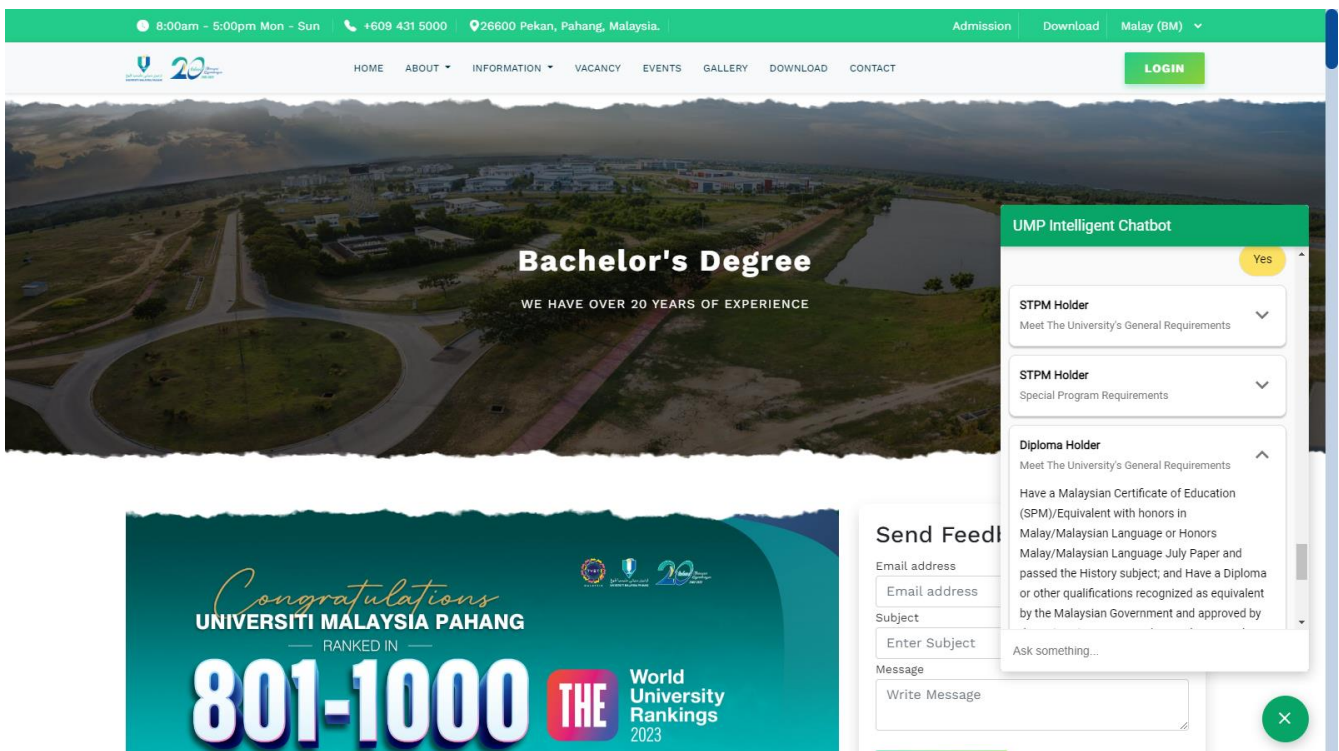 8:00am - 5:00pm Mon - Sun +609 431 5000 26600 Pekan, Pahang, Malaysia. Admission Download Malay (BM)
20
HOME ABOUT INFORMATION VACANCY EVENTS GALLERY DOWNLOAD CONTACT LOGIN
Bachelor's Degree
WE HAVE OVER 20 YEARS OF EXPERIENCE
Congratulations
UNIVERSITI MALAYSIA PAHANG
RANKED IN
801-1000
THE
World
University
Rankings
2023
20
Send Feedb
Email address
Email address
Subject
Enter Subject
Message
Write Message
UMP Intelligent Chatbot
Yes
STPM Holder
Meet The University's General Requirements
STPM Holder
Special Program Requirements
Diploma Holder
Meet The University's General Requirements
Have a Malaysian Certificate of Education
(SPM)/Equivalent with honors in
Malay/Malaysian Language or Honors
Malay/Malaysian Language July Paper and
passed the History subject; and Have a Diploma
or other qualifications recognized as equivalent
by the Malaysian Government and approved by
Ask something...